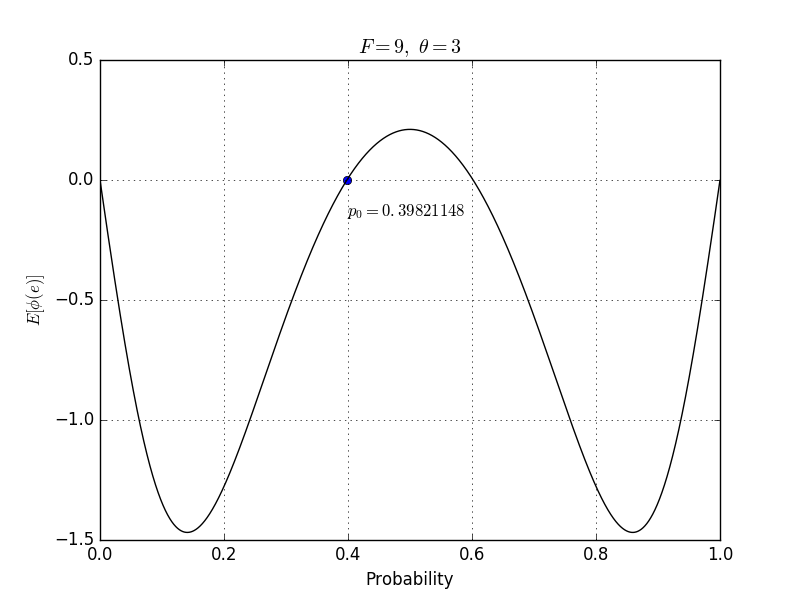 F = 9, θ = 3
0.5
0.0
−0.5
−1.0
−1.5
E[ϕ(e)]
p₀ = 0.39821148
0.0 0.2 0.4 0.6 0.8 1.0
Probability